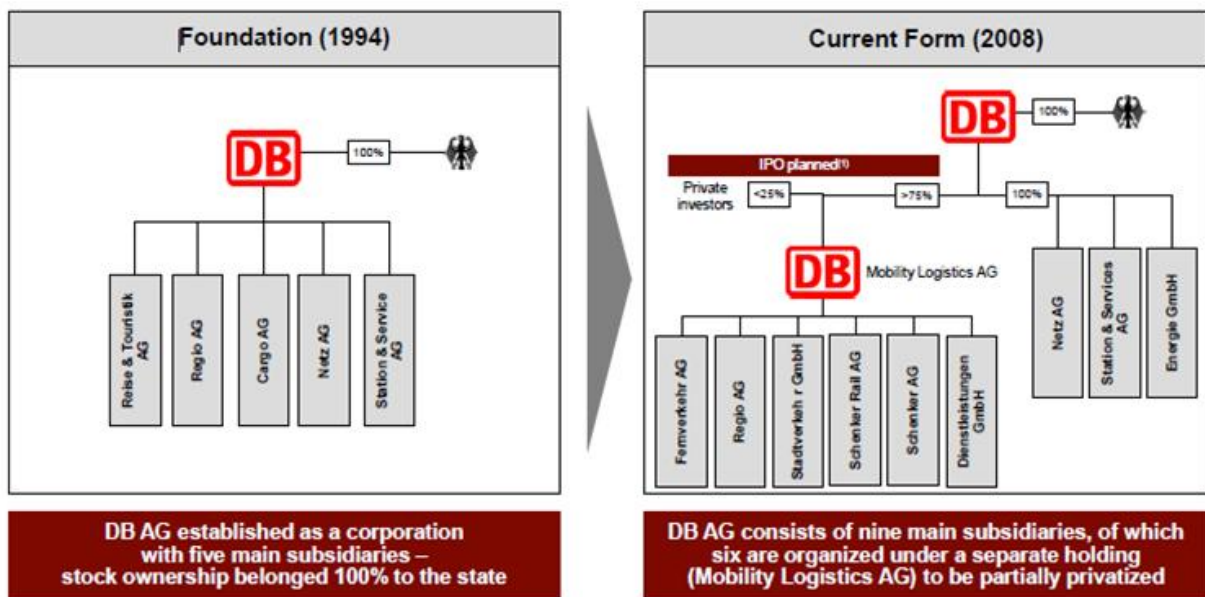 Foundation (1994)
DB
100%
Reise & Touristik
AG
Regio AG
Cargo AG
Netz AG
Station & Service
AG
DB AG established as a corporation
with five main subsidiaries –
stock ownership belonged 100% to the state
Current Form (2008)
DB
100%
IPO planned(1)
Private
investors
<25%
>75%
100%
DB
Mobility Logistics AG
Fernverkehr AG
Regio AG
Stadtverkeh r GmbH
Schenker Rail AG
Schenker AG
Dienstleistungen
GmbH
Netz AG
Station & Services
AG
Energie GmbH
DB AG consists of nine main subsidiaries, of which
six are organized under a separate holding
(Mobility Logistics AG) to be partially privatized